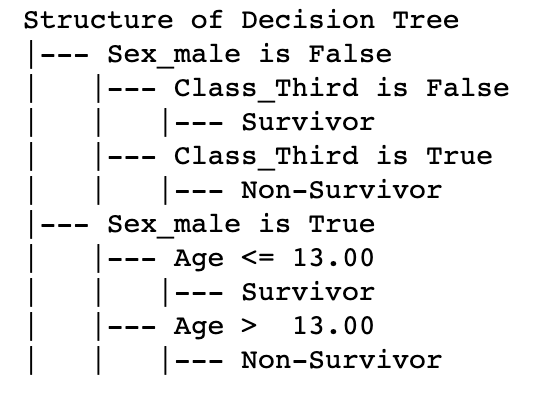 Structure of Decision Tree
|--- Sex_male is False
|   |--- Class_Third is False
|   |   |--- Survivor
|   |--- Class_Third is True
|   |   |--- Non-Survivor
|--- Sex_male is True
|   |--- Age <= 13.00
|   |   |--- Survivor
|   |--- Age >  13.00
|   |   |--- Non-Survivor